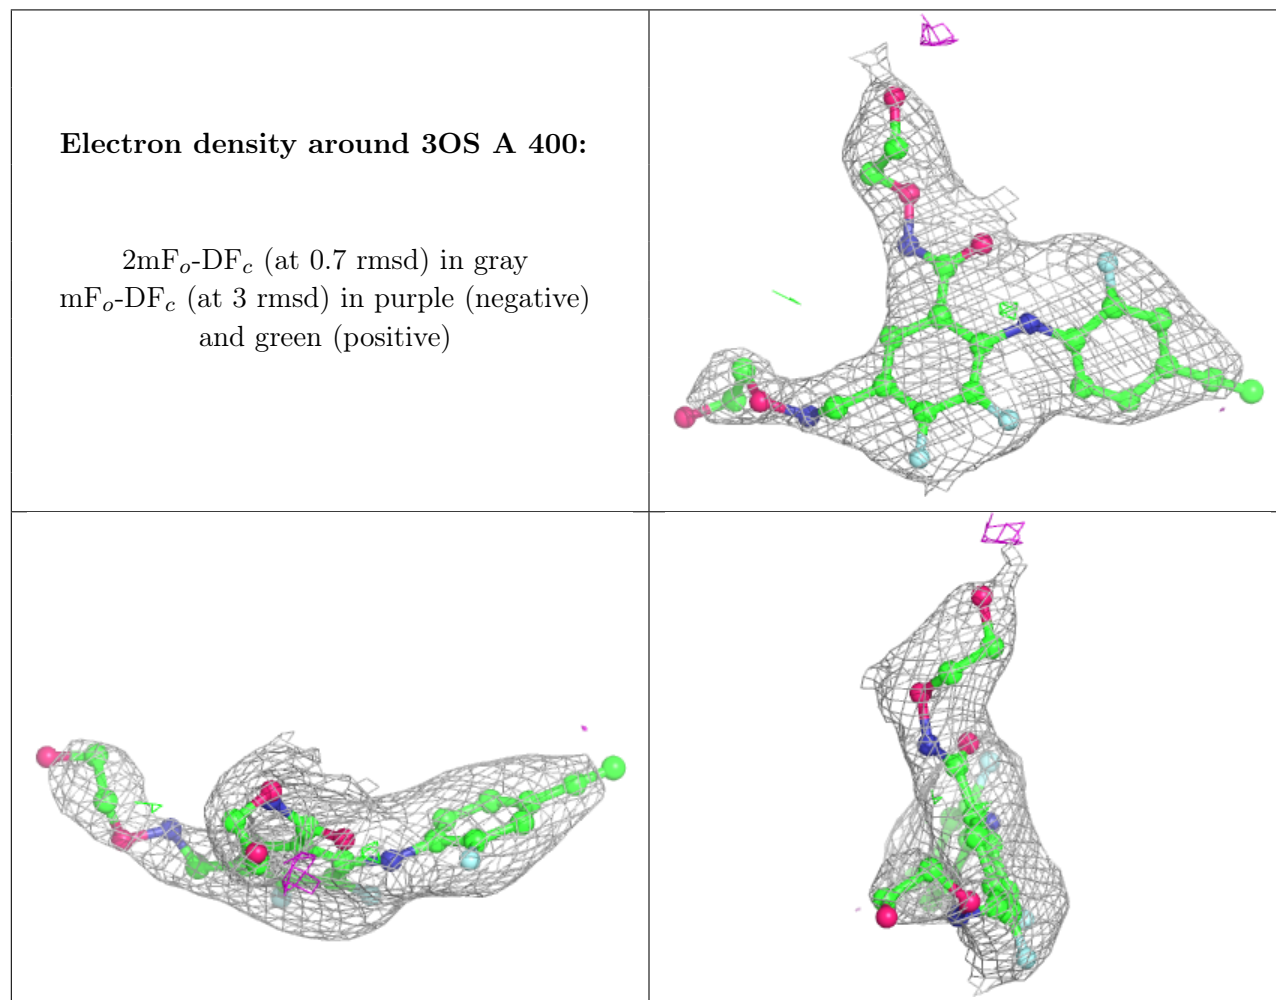 Electron density around 3OS A 400:
2mFo-DFc (at 0.7 rmsd) in gray
mFo-DFc (at 3 rmsd) in purple (negative)
and green (positive)